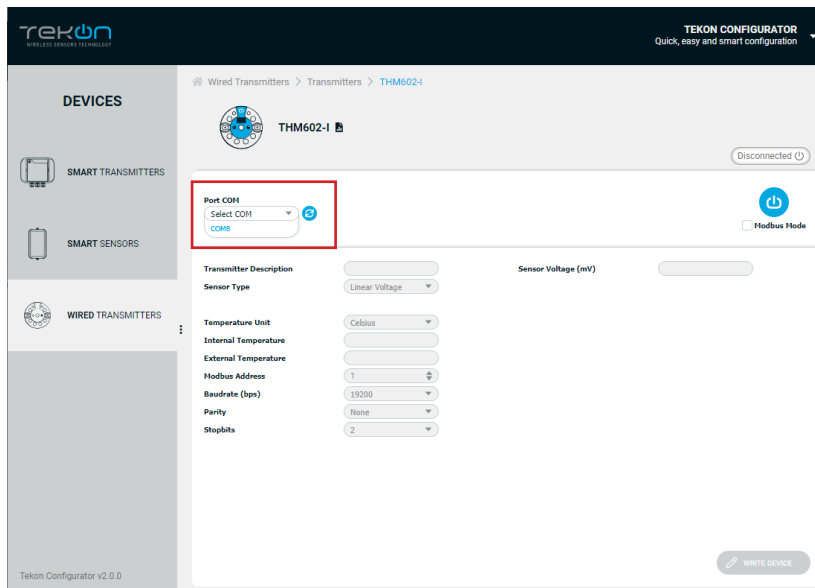 Tekon
WIRELESS SENSORS TECHNOLOGY
TEKON CONFIGURATOR
Quick, easy and smart configuration
DEVICES
SMART TRANSMITTERS
SMART SENSORS
WIRED TRANSMITTERS
Tekon Configurator v2.0.0
Wired Transmitters > Transmitters > THM602-I
THM602-I
Disconnected
Port COM
Select COM
COM8
Modbus Mode
Transmitter Description
Sensor Voltage (mV)
Sensor Type Linear Voltage
Temperature Unit Celsius
Internal Temperature
External Temperature
Modbus Address 1
Baudrate (bps) 19200
Parity None
Stopbits 2
WRITE DEVICE